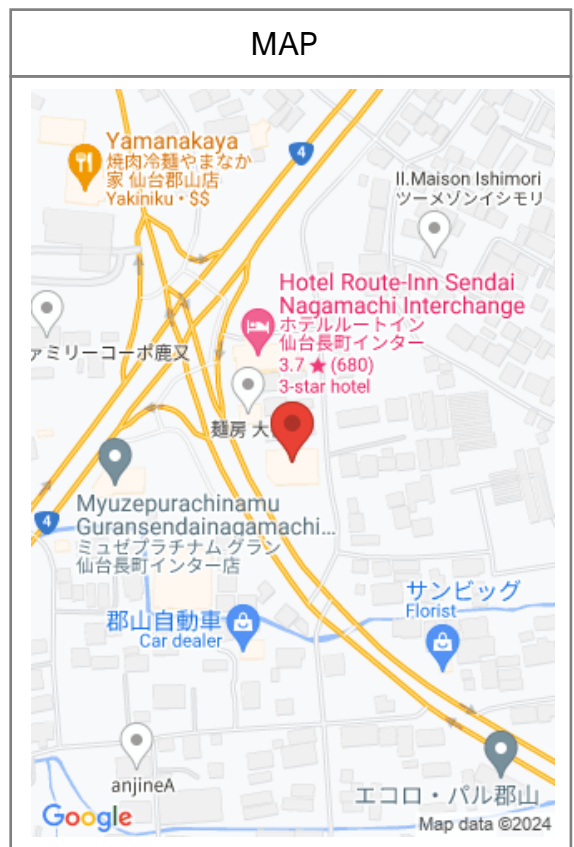 MAP
Yamanakaya
焼肉冷麺やまなか
家 仙台郡山店
Yakiniku・$$
4
II.Maison Ishimori
ツーメゾンイシモリ
Hotel Route-Inn Sendai
Nagamachi Interchange
ホテルルートイン
仙台長町インター
3.7 ★ (680)
3-star hotel
ァミリーコーポ鹿又
麺房 大
Myuzepurachinamu
Guransendainagamachi...
ミュゼプラチナム グラン
仙台長町インター店
4
サンビッグ
Florist
郡山自動車
Car dealer
anjineA
エコロ・パル郡山
Google
Map data ©2024